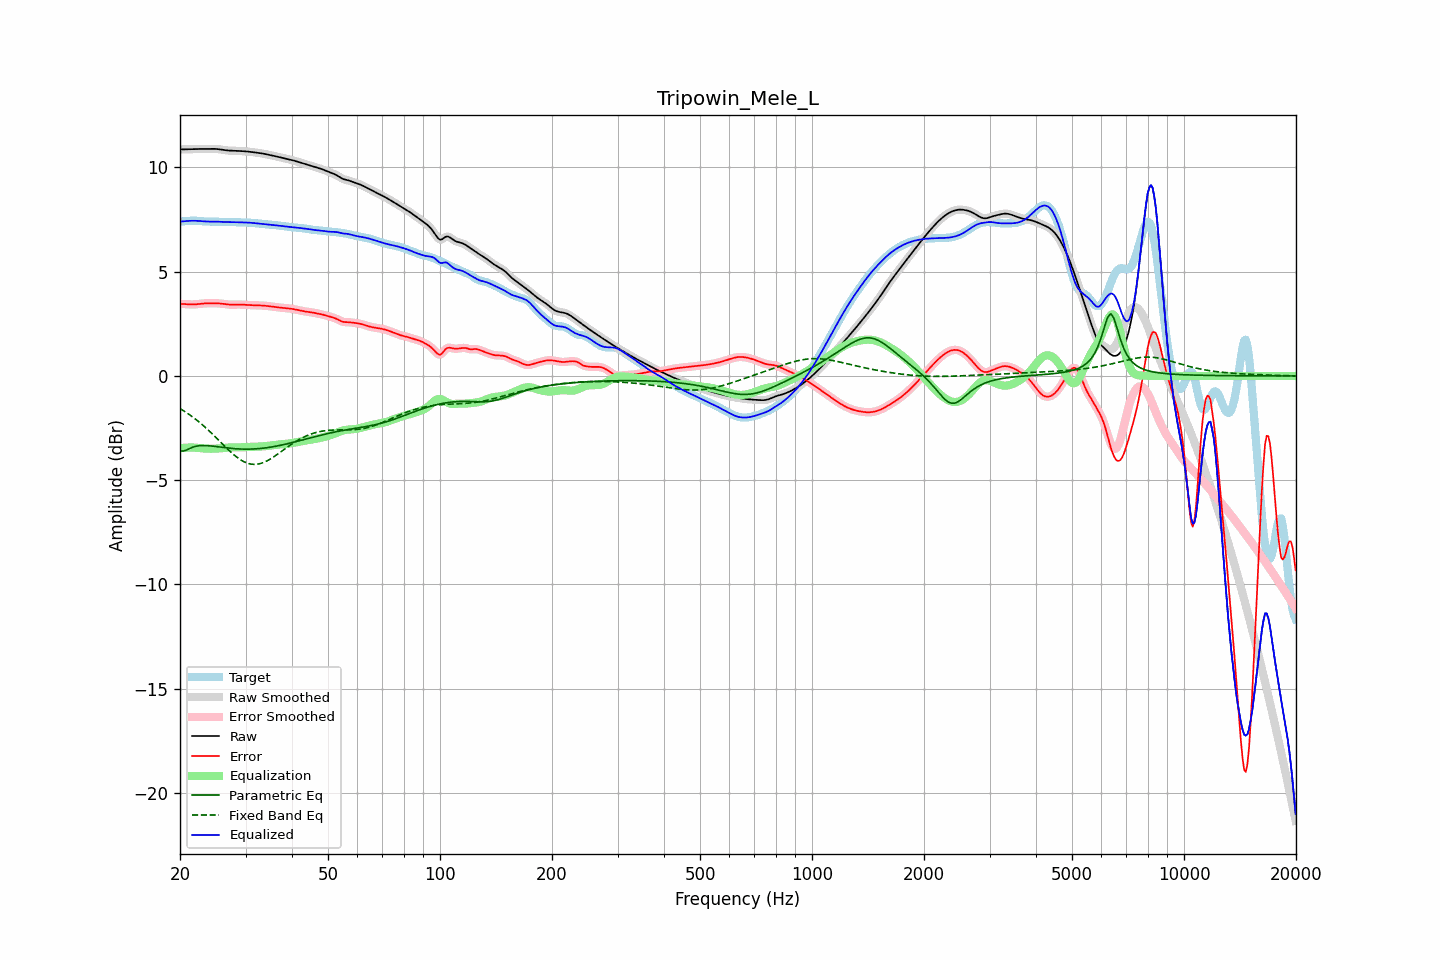 Tripowin_Mele_L
Amplitude (dBr)
10
5
0
−5
−10
−15
−20
Target
Raw Smoothed
Error Smoothed
Raw
Error
Equalization
Parametric Eq
Fixed Band Eq
Equalized
20 50 100 200 500 1000 2000 5000 10000 20000
Frequency (Hz)